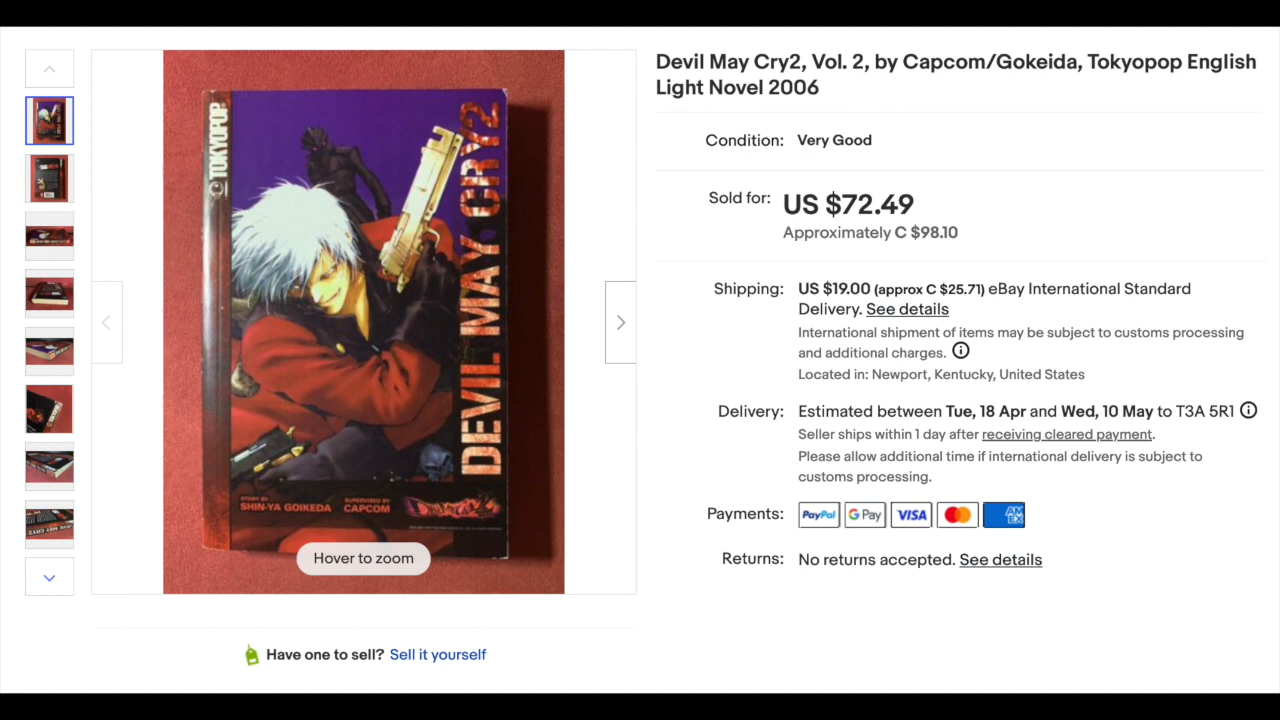 TOKYOPOP
DEVIL MAY CRY 2
STORY BY
SHIN-YA GOIKEDA
SUPERVISED BY
CAPCOM
Hover to zoom
Have one to sell? Sell it yourself
Devil May Cry2, Vol. 2, by Capcom/Gokeida, Tokyopop English
Light Novel 2006
Condition: Very Good
Sold for: US $72.49
Approximately C $98.10
Shipping: US $19.00 (approx C $25.71) eBay International Standard
Delivery. See details
International shipment of items may be subject to customs processing
and additional charges.
Located in: Newport, Kentucky, United States
Delivery: Estimated between Tue, 18 Apr and Wed, 10 May to T3A 5R1
Seller ships within 1 day after receiving cleared payment.
Please allow additional time if international delivery is subject to
customs processing.
Payments: PayPal G Pay VISA AM EX
Returns: No returns accepted. See details